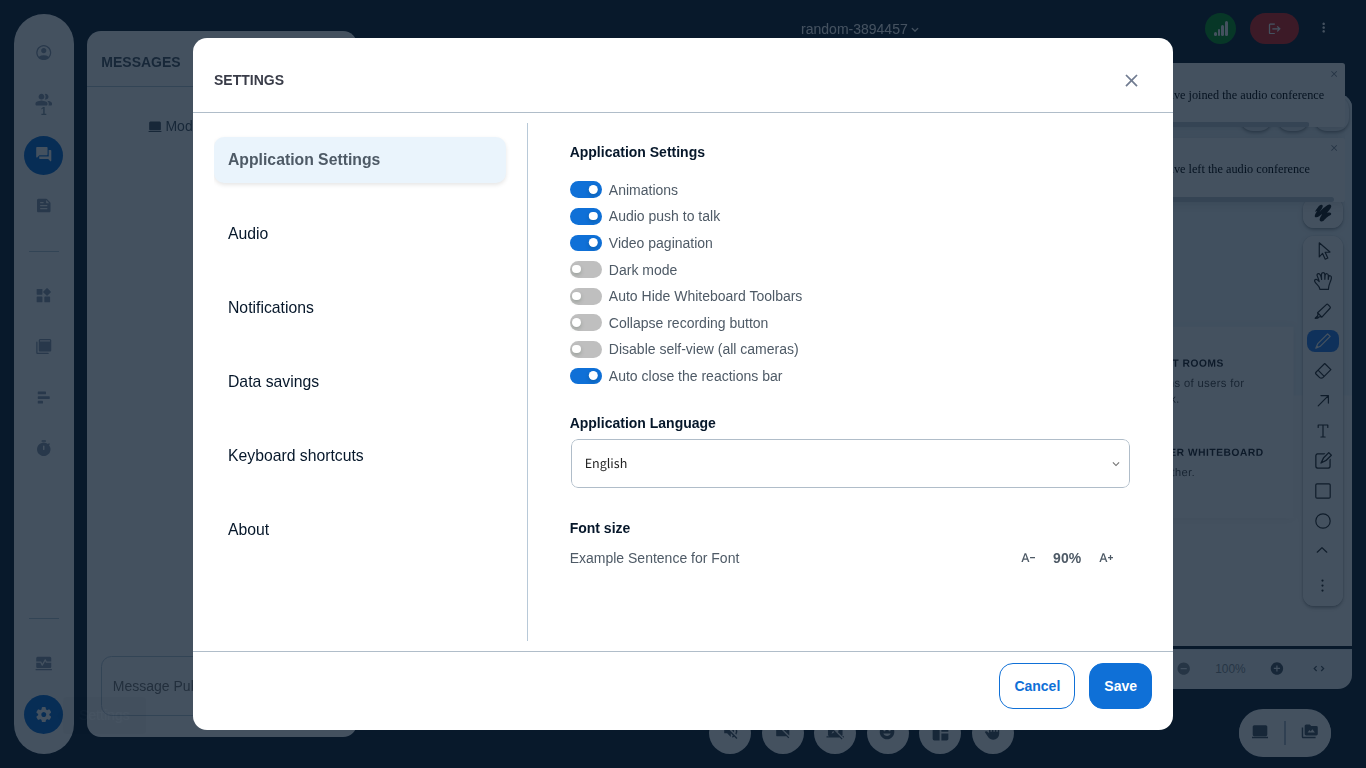 random-3894457
MESSAGES
SETTINGS
ve joined the audio conference
1
Mod
ve left the audio conference
Application Settings
Audio
Notifications
Data savings
Keyboard shortcuts
About
Application Settings
Animations
Audio push to talk
Video pagination
Dark mode
Auto Hide Whiteboard Toolbars
Collapse recording button
Disable self-view (all cameras)
Auto close the reactions bar
Application Language
English
Font size
Example Sentence for Font
A− 90% A+
T ROOMS
s of users for
k.
ER WHITEBOARD
her.
Message Pul
100%
Cancel Save